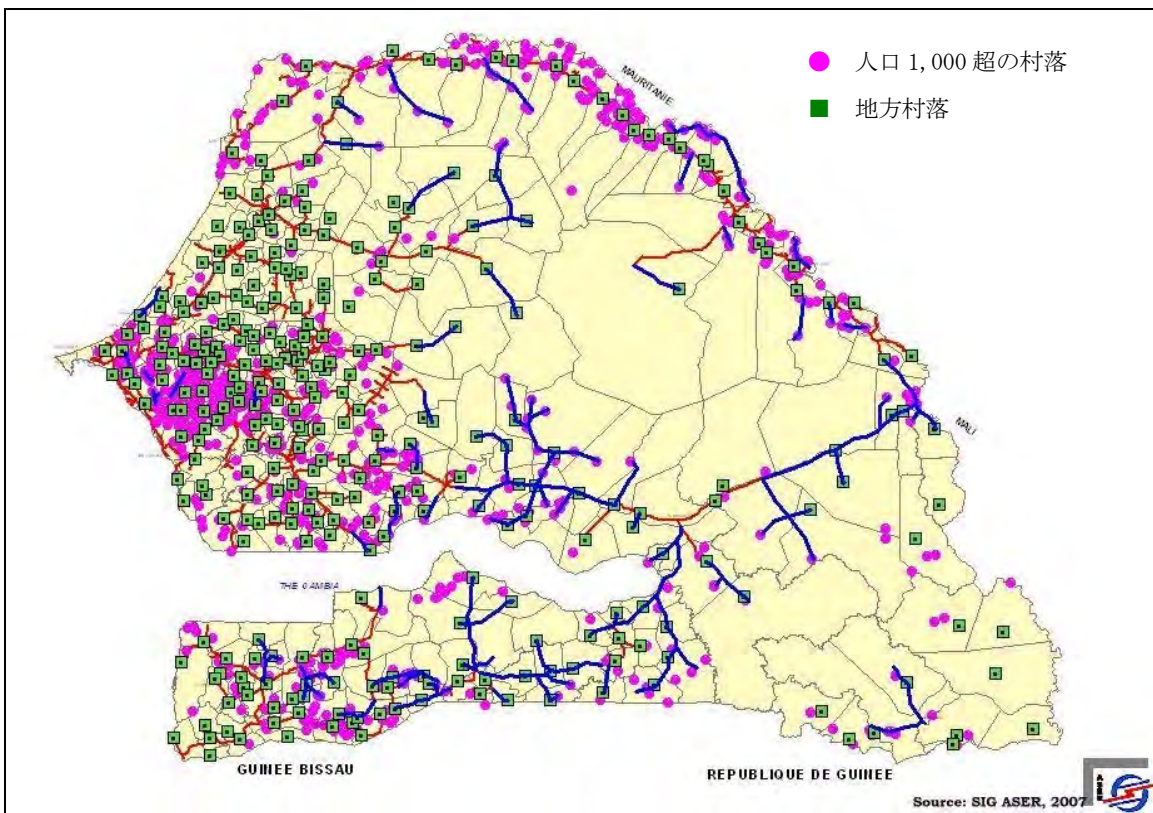 人口 1,000 超の村落
地方村落
MAURITANIE
MALI
THE GAMBIA
GUINEE BISSAU
REPUBLIQUE DE GUINEE
Source: SIG ASER, 2007
ASER